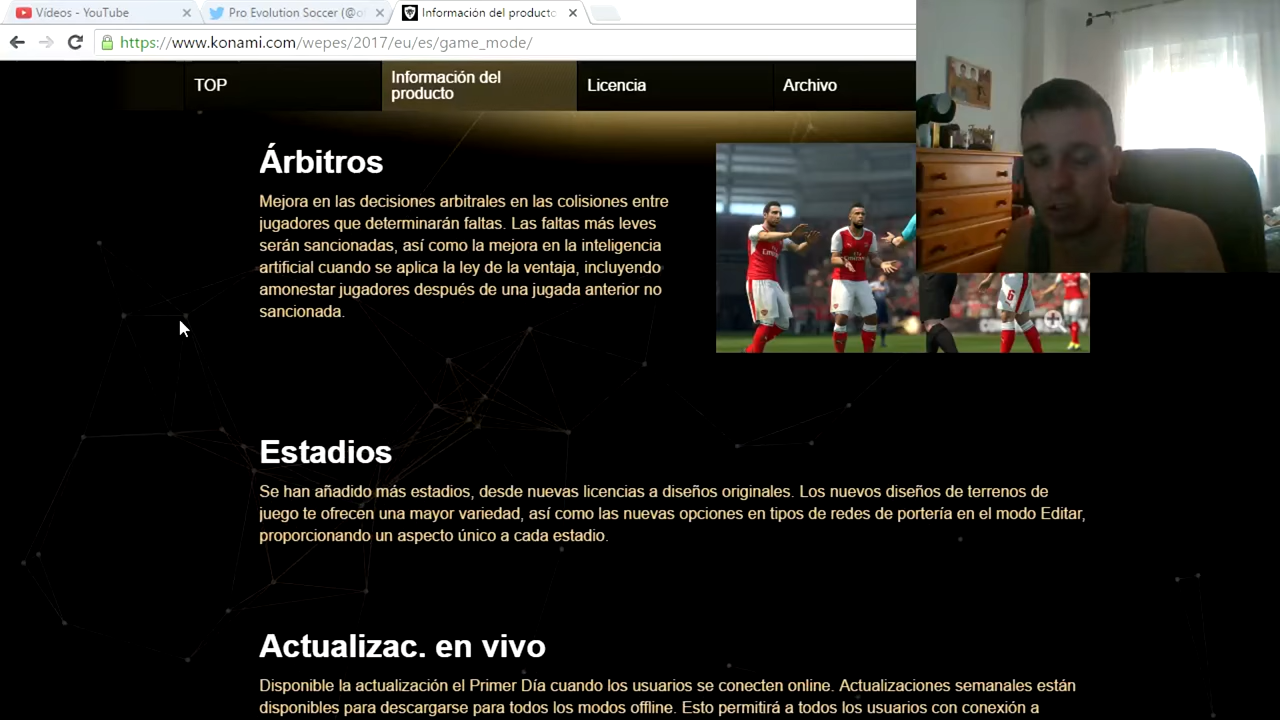 Vídeos - YouTube
Pro Evolution Soccer (@o
Información del producto
https://www.konami.com/wepes/2017/eu/es/game_mode/
TOP
Información del
producto
Licencia
Archivo
Árbitros
Mejora en las decisiones arbitrales en las colisiones entre
jugadores que determinarán faltas. Las faltas más leves
serán sancionadas, así como la mejora en la inteligencia
artificial cuando se aplica la ley de la ventaja, incluyendo
amonestar jugadores después de una jugada anterior no
sancionada.
6
Estadios
Se han añadido más estadios, desde nuevas licencias a diseños originales. Los nuevos diseños de terrenos de
juego te ofrecen una mayor variedad, así como las nuevas opciones en tipos de redes de portería en el modo Editar,
proporcionando un aspecto único a cada estadio.
Actualizac. en vivo
Disponible la actualización el Primer Día cuando los usuarios se conecten online. Actualizaciones semanales están
disponibles para descargarse para todos los modos offline. Esto permitirá a todos los usuarios con conexión a